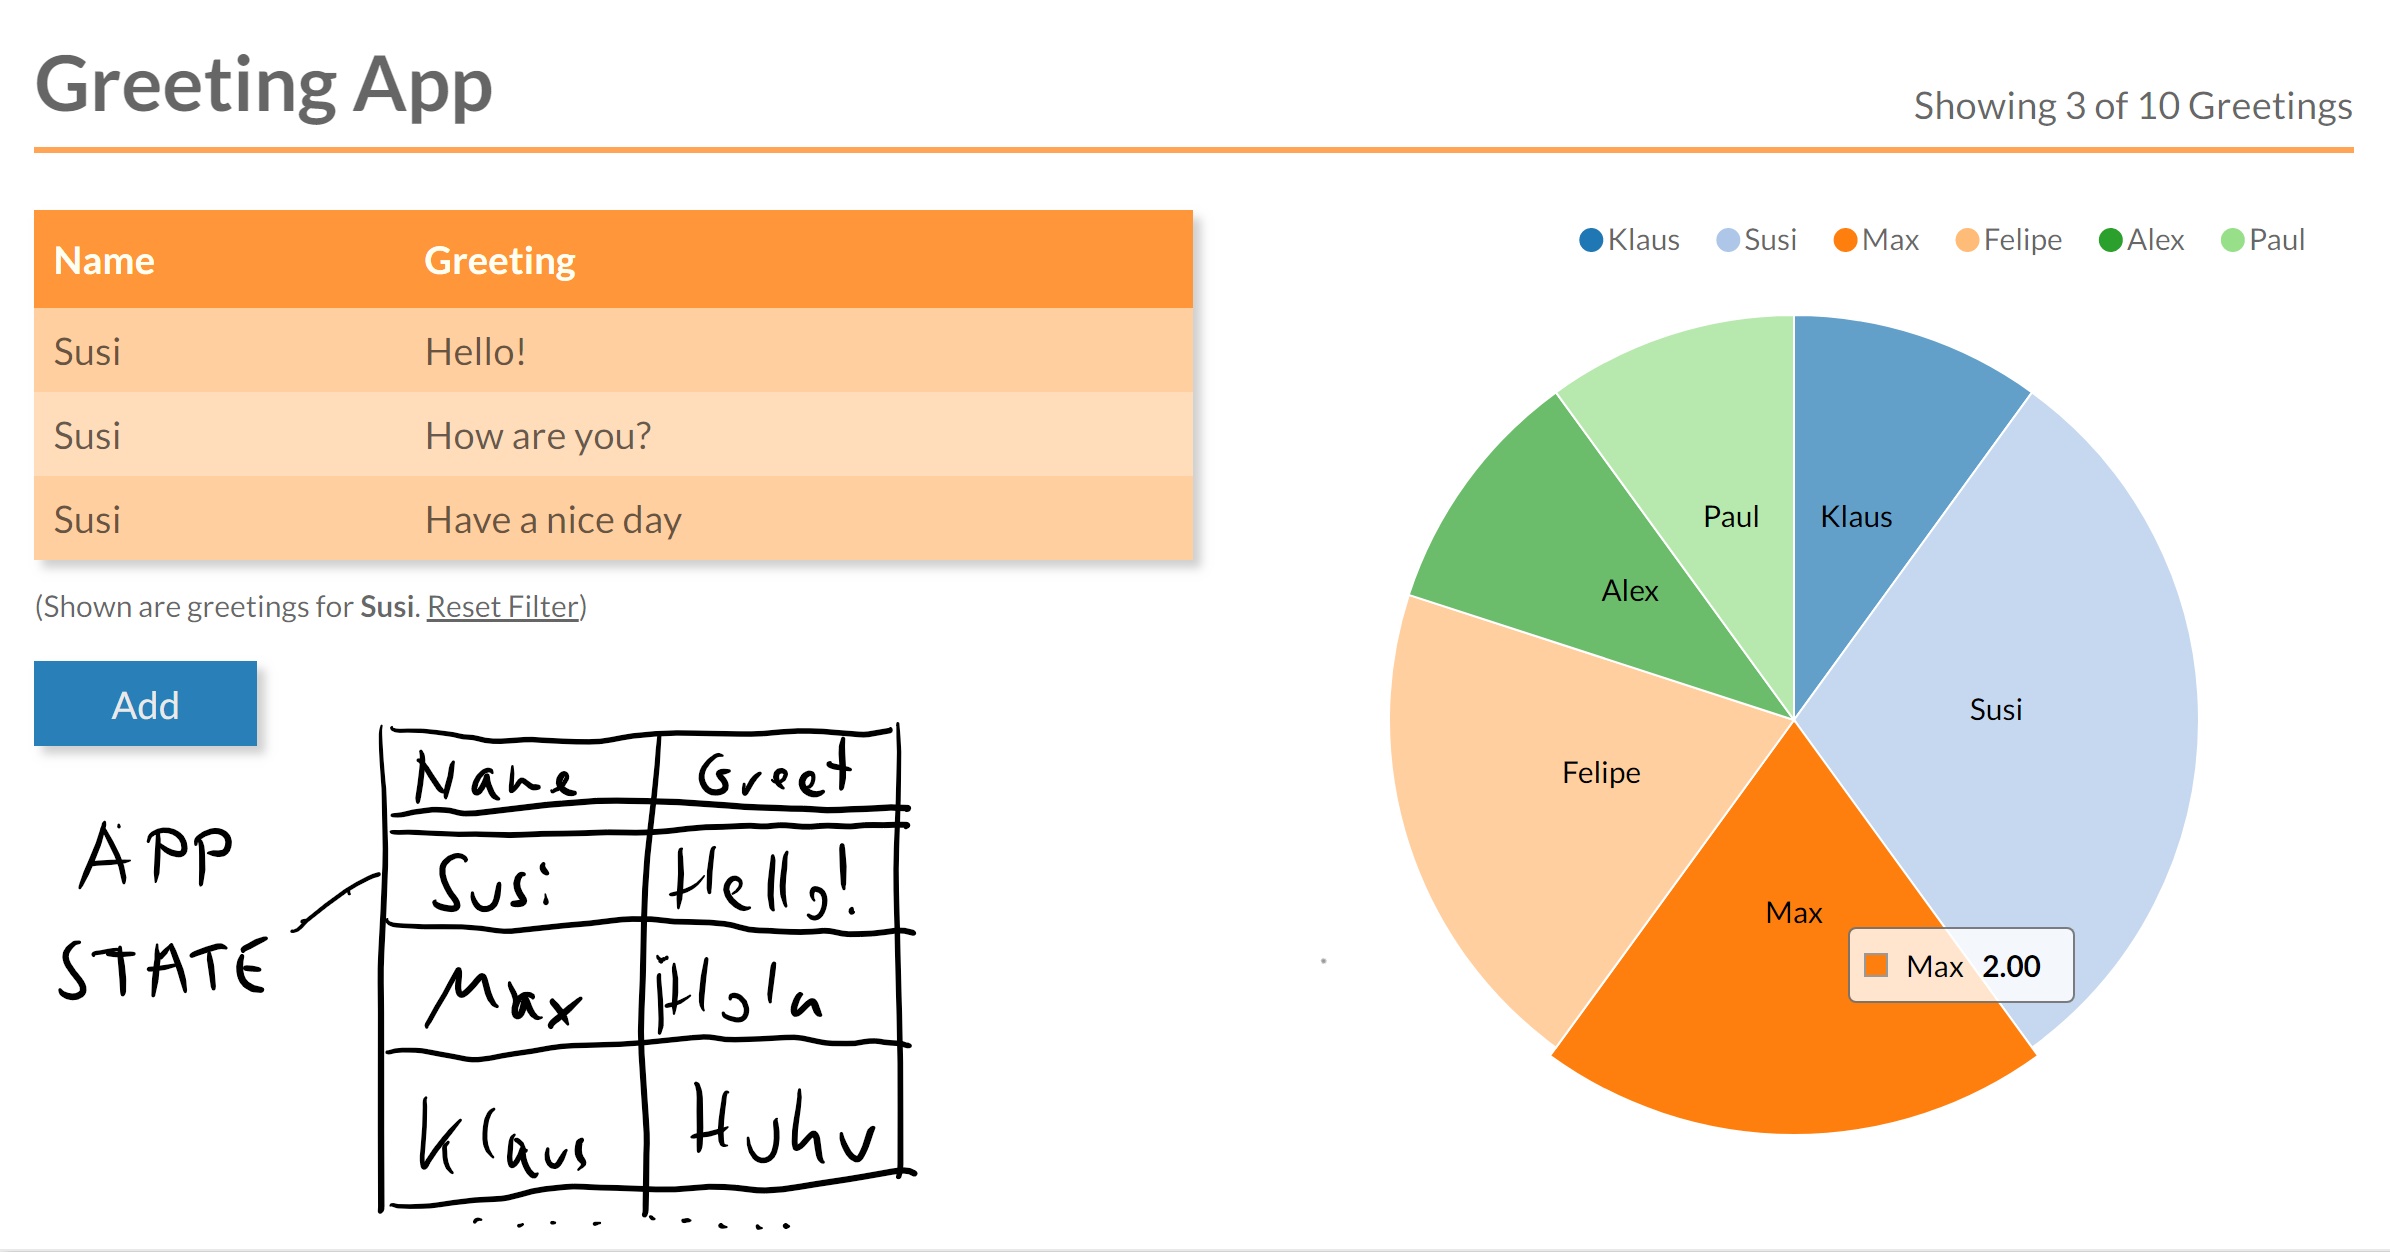 Greeting App
Showing 3 of 10 Greetings
Name Greeting
Susi Hello!
Susi How are you?
Susi Have a nice day
(Shown are greetings for Susi. Reset Filter)
Add
APP
STATE
Name Greet
Susi Hello!
Max Hola
Klaus Huhu
Klaus Susi Max Felipe Alex Paul
Paul
Klaus
Alex
Susi
Felipe
Max
Max 2.00